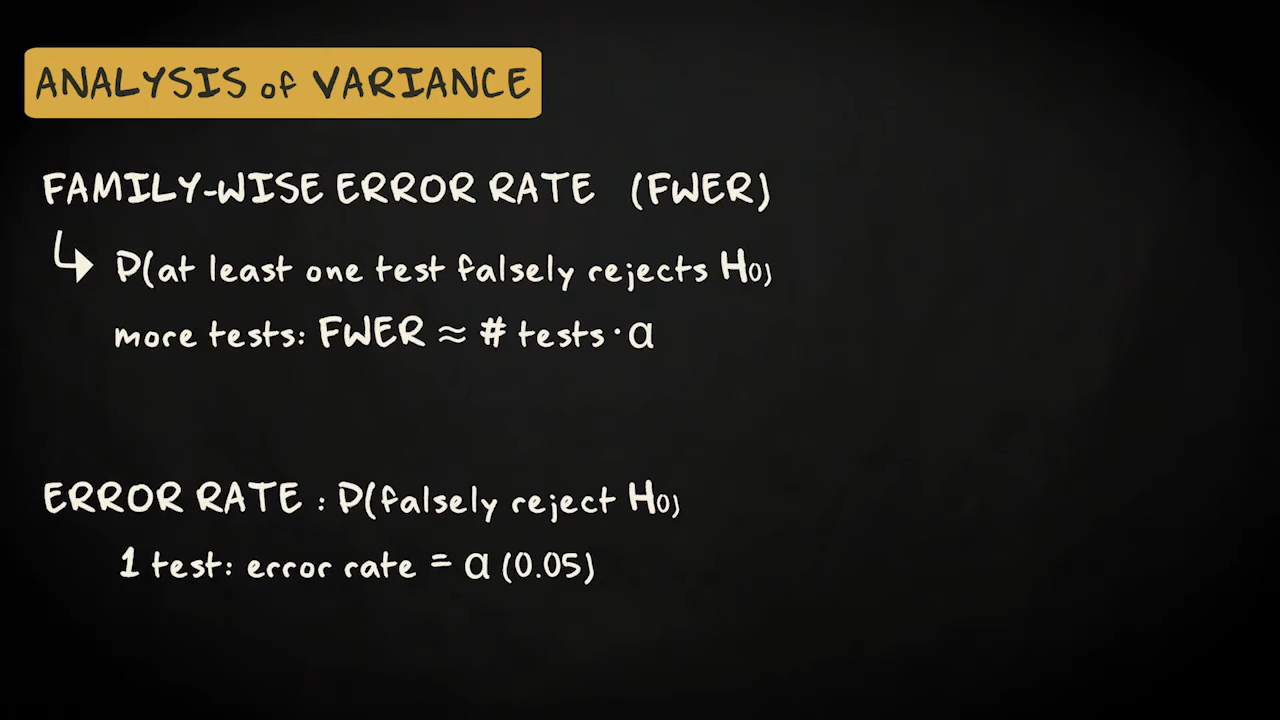 ANALYSIS of VARIANCE
FAMILY-WISE ERROR RATE (FWER)
P(at least one test falsely rejects H0)
more tests: FWER ≈ # tests · α
ERROR RATE : P(falsely reject H0)
1 test: error rate = α (0.05)